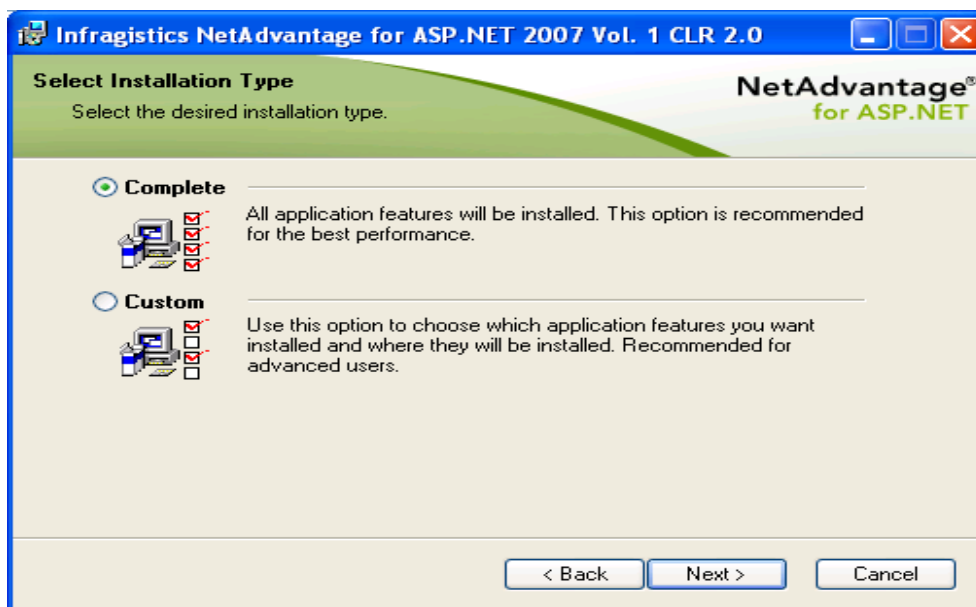 Infragistics NetAdvantage for ASP.NET 2007 Vol. 1 CLR 2.0
Select Installation Type
Select the desired installation type.
NetAdvantage®
for ASP.NET
Complete
All application features will be installed. This option is recommended
for the best performance.
Custom
Use this option to choose which application features you want
installed and where they will be installed. Recommended for
advanced users.
< Back
Next >
Cancel